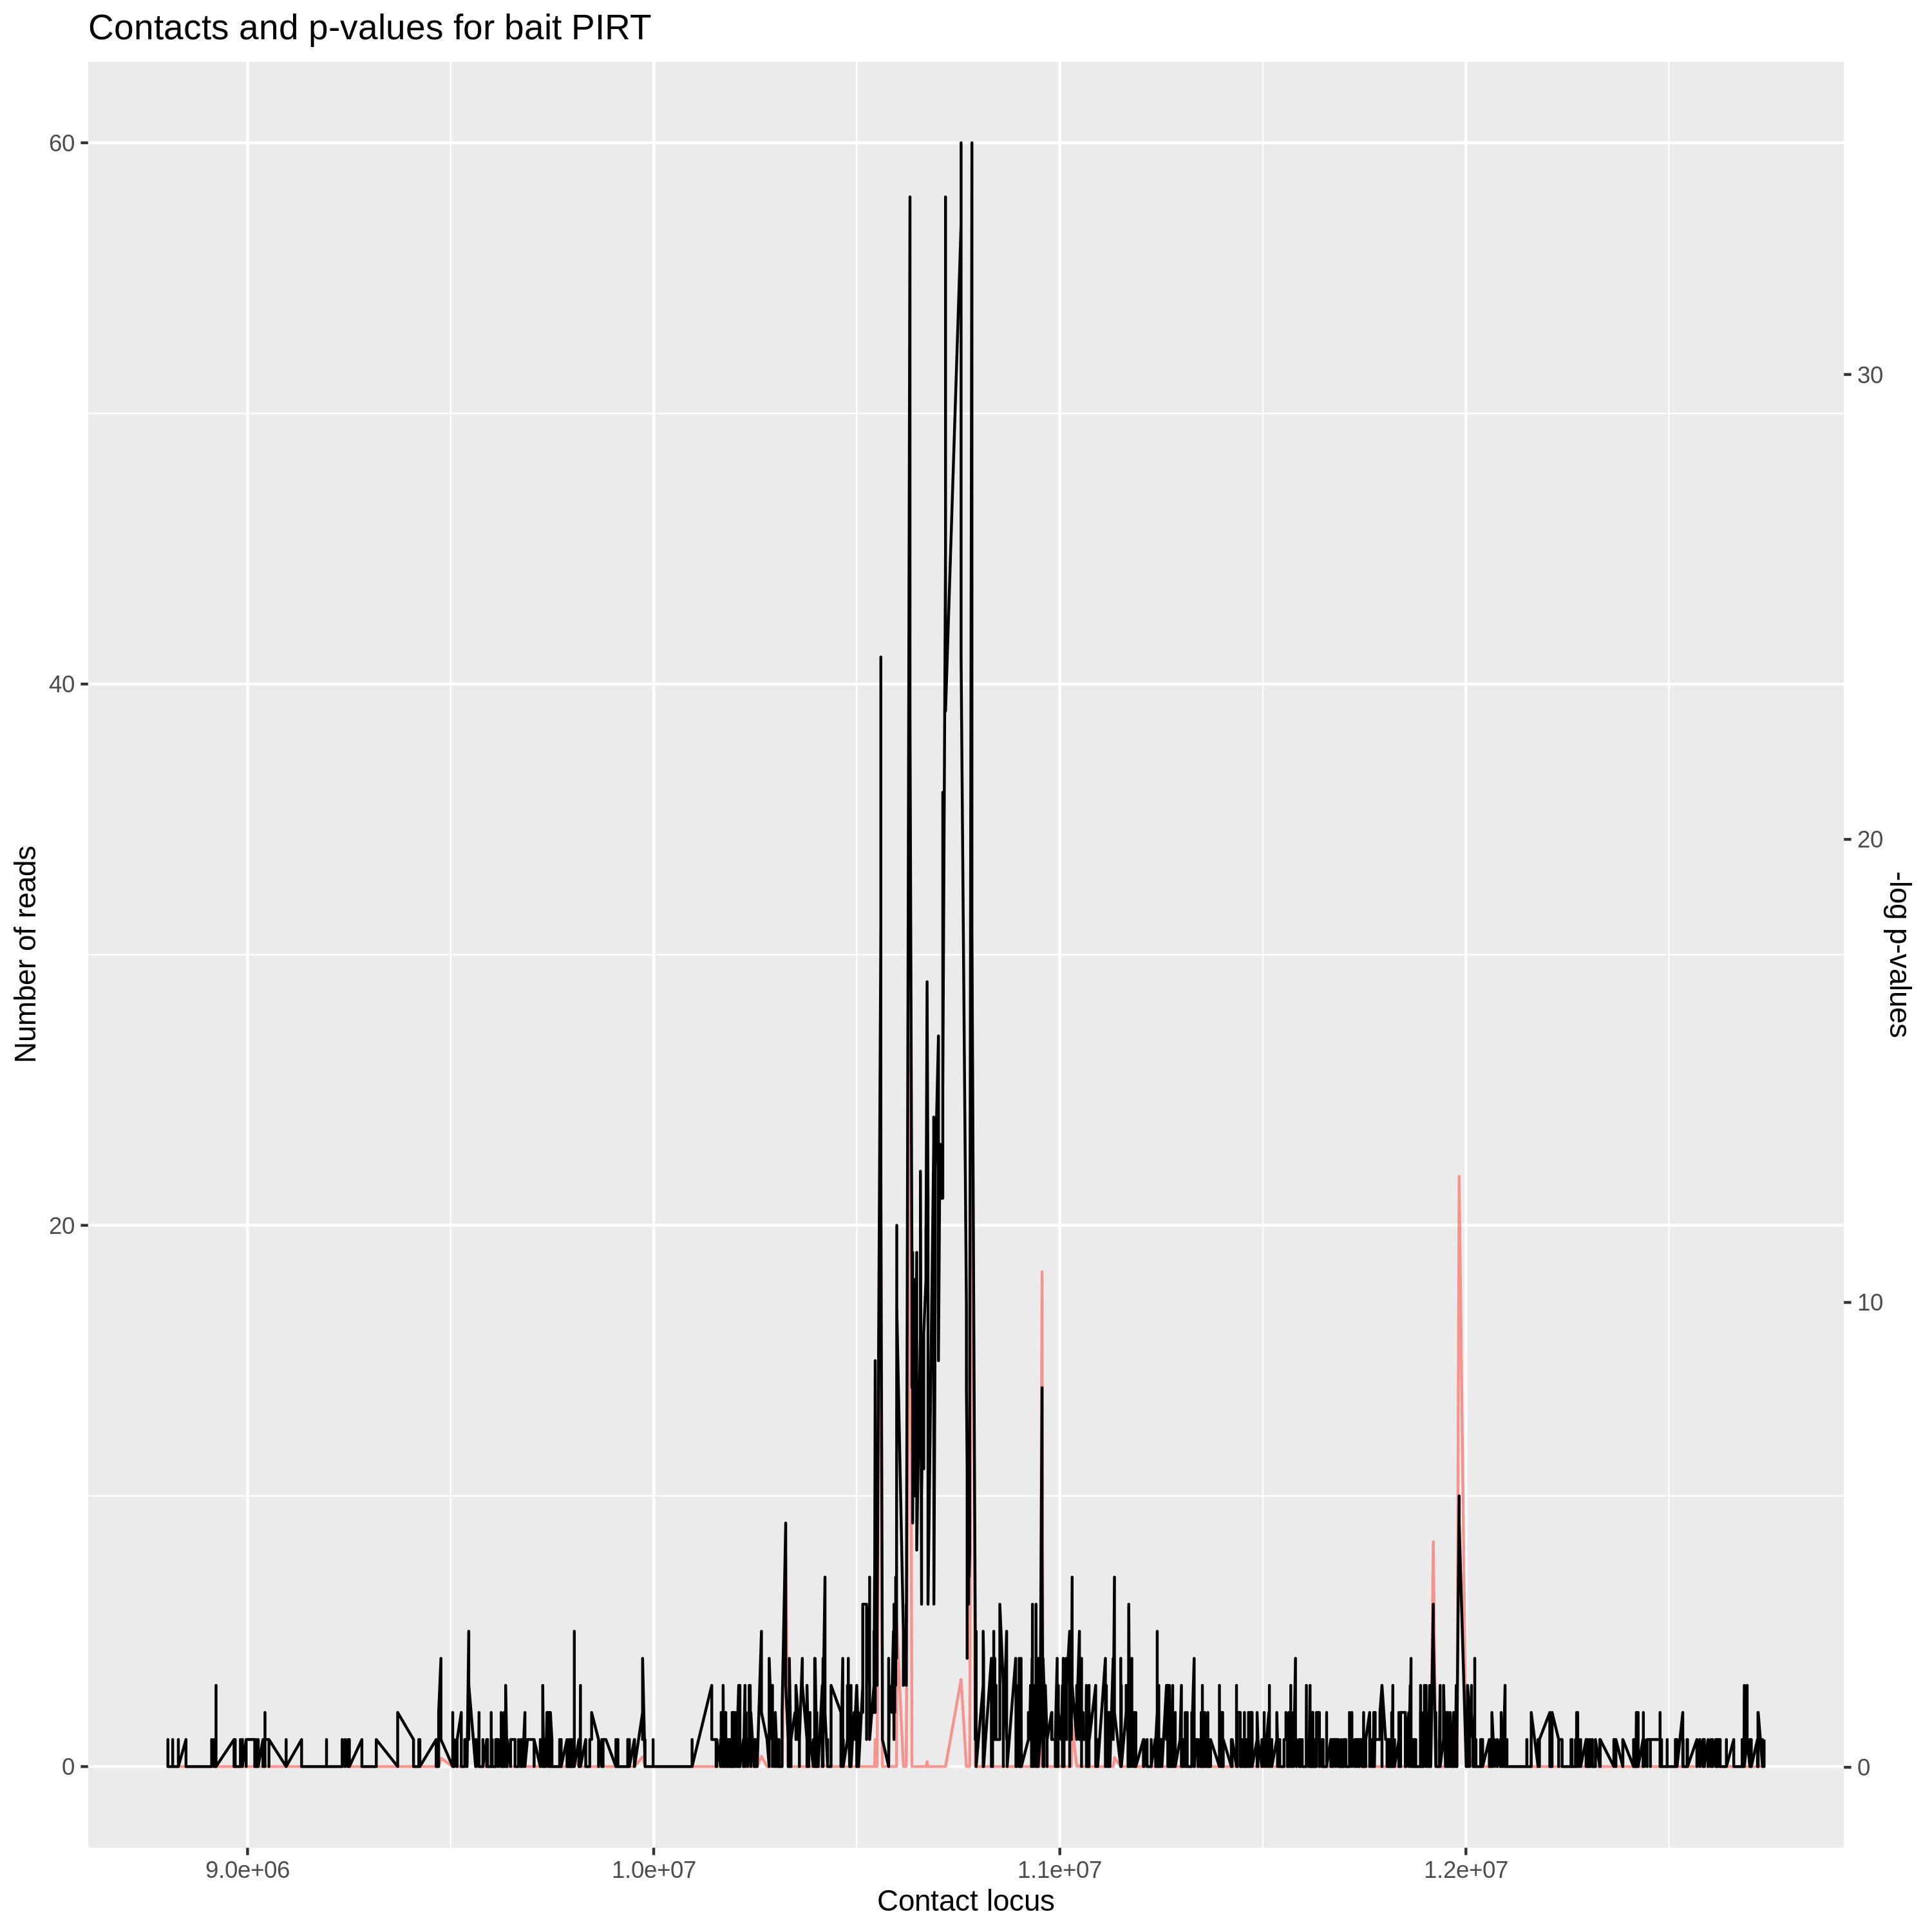 Contacts and p-values for bait PIRT
60
40
20
0
Number of reads
30
20
10
0
-log p-values
9.0e+06
1.0e+07
1.1e+07
1.2e+07
Contact locus